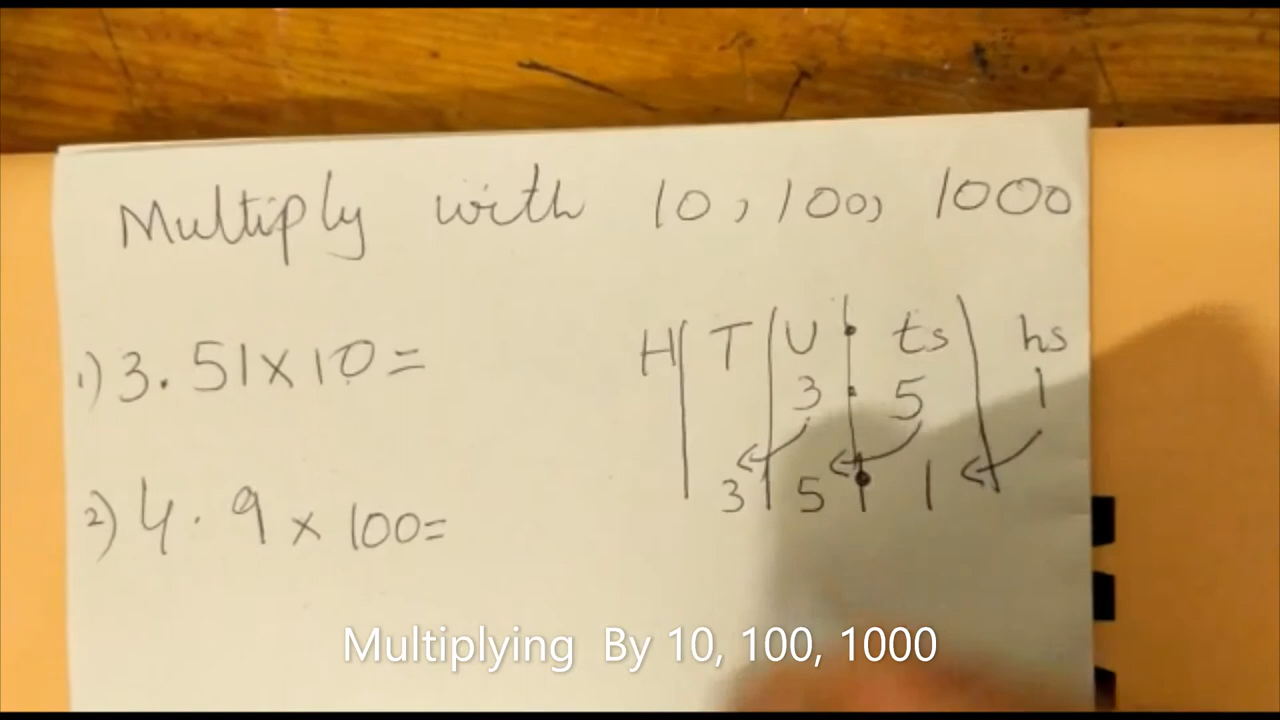 Multiply with 10, 100, 1000
1) 3.51 x 10 =
H T U . ts hs
3 . 5 1
3 5 . 1
2) 4.9 x 100 =
Multiplying By 10, 100, 1000